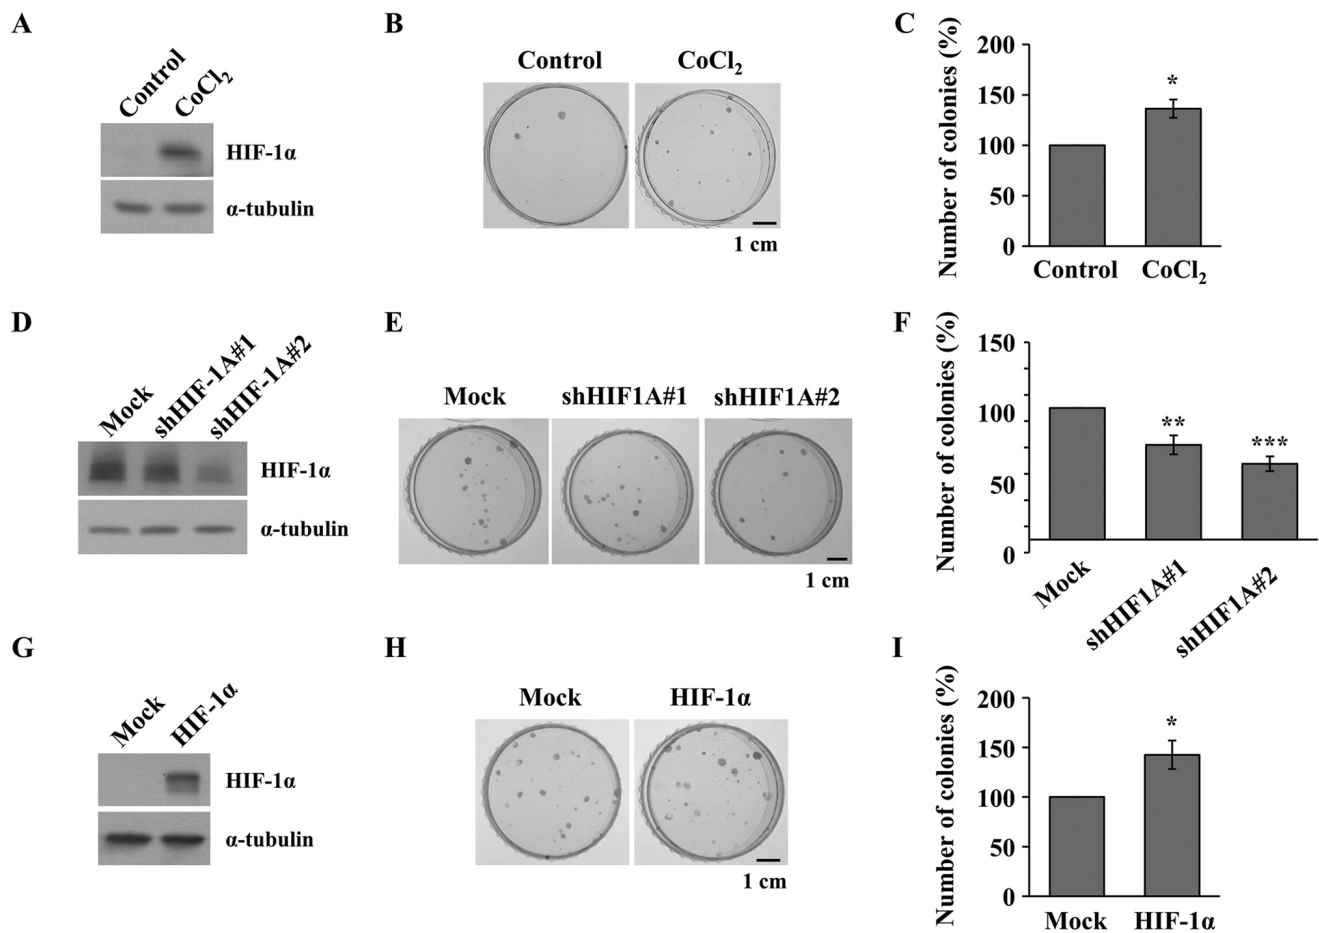 A
Control
CoCl2
HIF-1α
α-tubulin
B
Control
CoCl2
1 cm
C
Number of colonies (%)
200
150
100
50
0
*
Control
CoCl2
D
Mock
shHIF-1A#1
shHIF-1A#2
HIF-1α
α-tubulin
E
Mock
shHIF1A#1
shHIF1A#2
1 cm
F
Number of colonies (%)
150
100
50
0
**
***
Mock
shHIF1A#1
shHIF1A#2
G
Mock
HIF-1α
HIF-1α
α-tubulin
H
Mock
HIF-1α
1 cm
I
Number of colonies (%)
200
150
100
50
0
*
Mock
HIF-1α